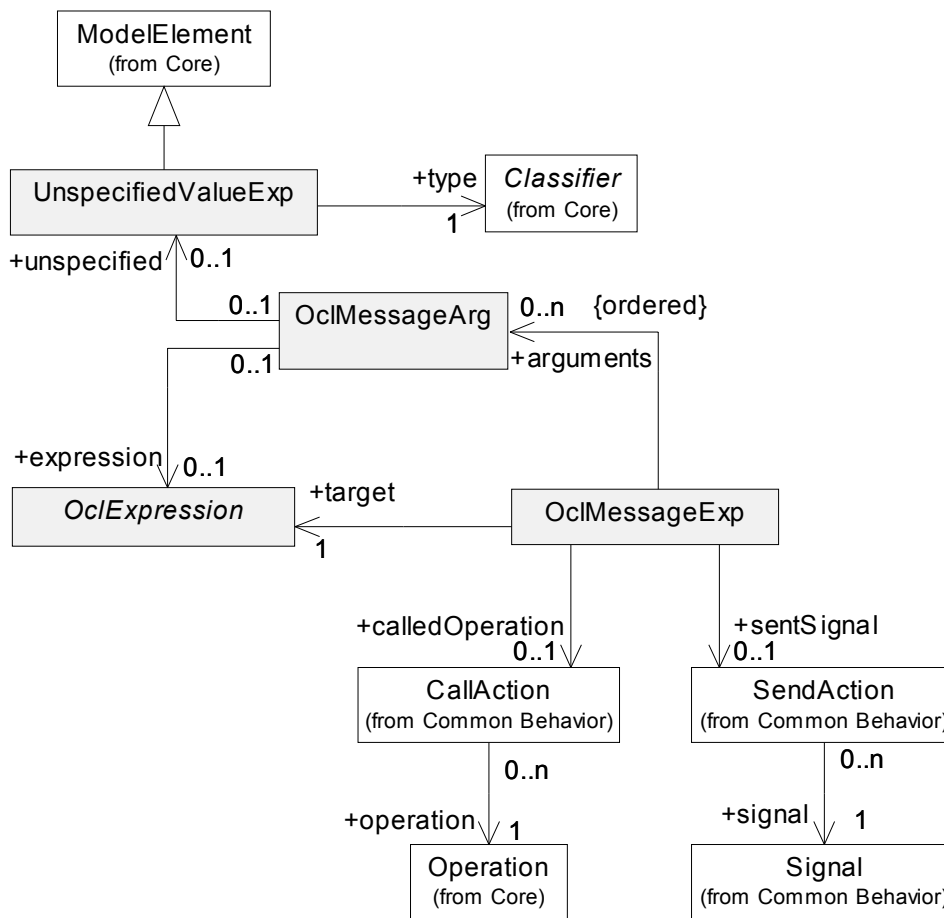 ModelElement
(from Core)
UnspecifiedValueExp
+type
1
Classifier
(from Core)
+unspecified
0..1
0..1
OclMessageArg
0..1
0..n
{ordered}
+arguments
+expression
0..1
OclExpression
+target
1
OclMessageExp
+calledOperation
0..1
+sentSignal
0..1
CallAction
(from Common Behavior)
SendAction
(from Common Behavior)
0..n
0..n
+operation
1
+signal
1
Operation
(from Core)
Signal
(from Common Behavior)